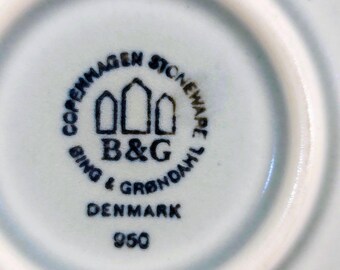 COPENHAGEN STONEWARE
B&G
BING & GRØNDAHL
DENMARK
950